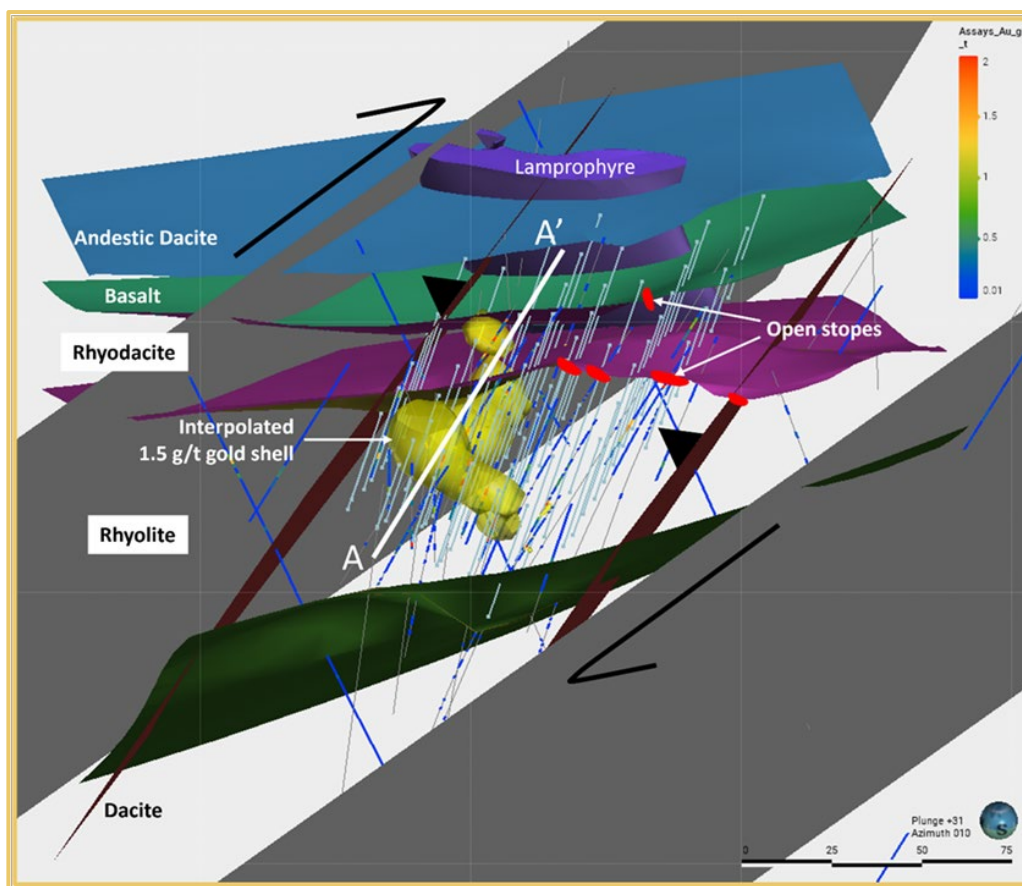 Assays_Au_g
_t
2
1.5
1
0.5
0.01
Lamprophyre
A'
Andestic Dacite
Basalt
Open stopes
Rhyodacite
Interpolated
1.5 g/t gold shell
Rhyolite
A
Dacite
Plunge +31
Azimuth 010
S
0 25 50 75